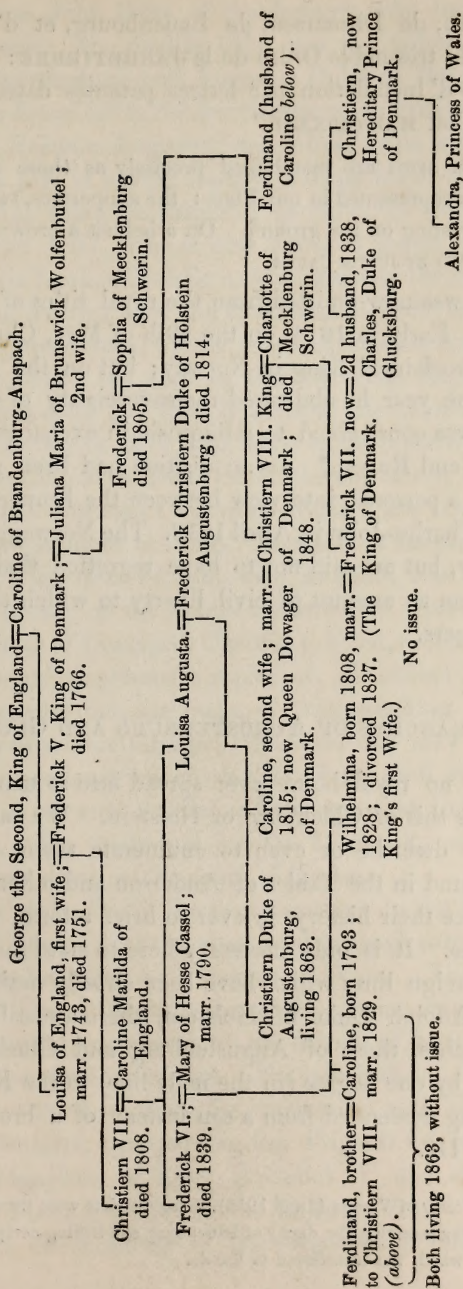 George the Second, King of England=Caroline of Brandenburg-Anspach.
Louisa of England; first wife;=Frederick V. King of Denmark;=Juliana Maria of Brunswick Wolfenbuttel;
marr. 1743, died 1751.
died 1766.
2nd wife.
Christiern VII.=Caroline Matilda of
died 1808.
England.
Frederick,=Sophia of Mecklenburg
died 1805.
Schwerin.
Frederick VI.;=Mary of Hesse Cassel;
died 1839.
marr. 1790.
Louisa Augusta.=Frederick Christiern Duke of Holstein
Augustenburg; died 1814.
Christiern Duke of
Augustenburg,
living 1863.
Caroline, second wife; marr.=Christiern VIII. King=Charlotte of
1815; now Queen Dowager
of Denmark; died
Mecklenburg
of Denmark.
1848.
Schwerin.
Ferdinand (husband of
Caroline below).
Ferdinand, brother=Caroline, born 1793;
to Christiern VIII.
marr. 1829.
(above).
Both living 1863, without issue.
Wilhelmina, born 1808, marr.=Frederick VII. now=2d husband, 1838,
1828; divorced 1837. (The
King of Denmark.
Charles, Duke of
King's first Wife.)
Glucksburg.
No issue.
Christiern, now
Hereditary Prince
of Denmark.
Alexandra, Princess of Wales.